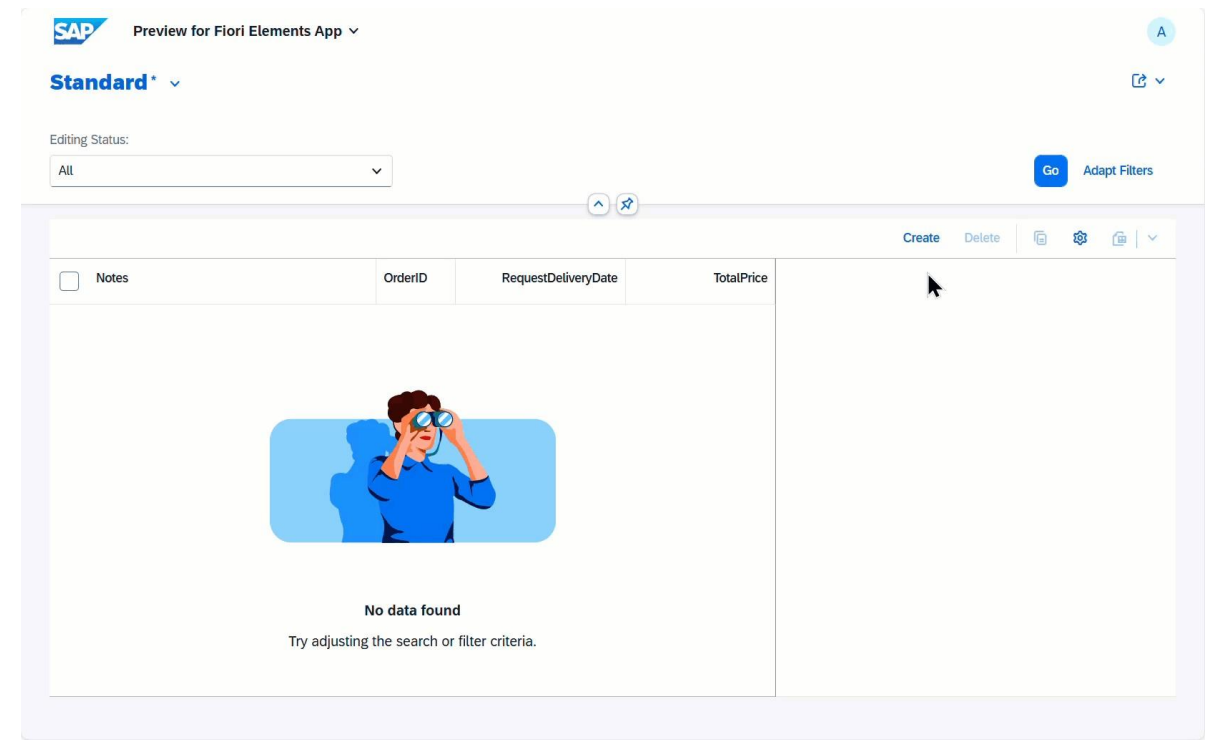 SAP Preview for Fiori Elements App A
Standard*
Editing Status:
All Go Adapt Filters
Create Delete
Notes OrderID RequestDeliveryDate TotalPrice
No data found
Try adjusting the search or filter criteria.